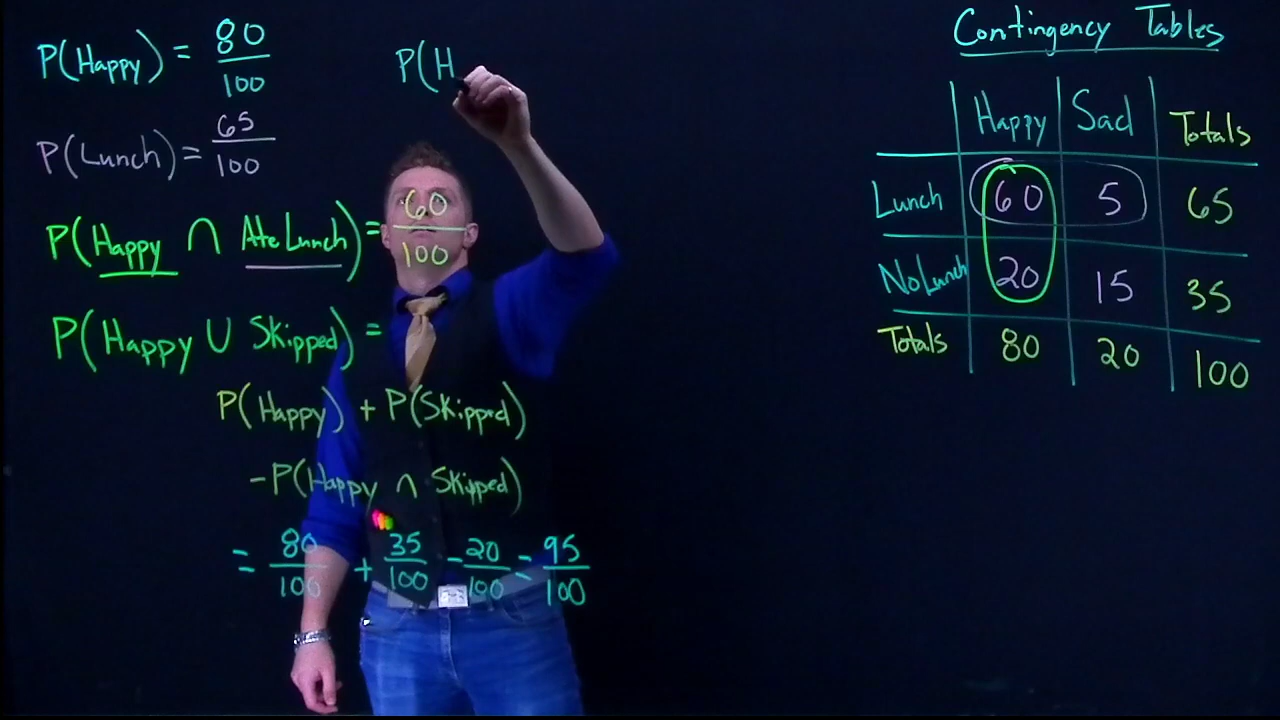 P(Happy) = 80/100
P(H
P(Lunch) = 65/100
P(Happy ∩ Ate Lunch) = 60/100
P(Happy ∪ Skipped) =
P(Happy) + P(Skipped)
-P(Happy ∩ Skipped)
= 80/100 + 35/100 - 20/100 = 95/100
Contingency Tables
Happy Sad Totals
Lunch 60 5 65
No Lunch 20 15 35
Totals 80 20 100